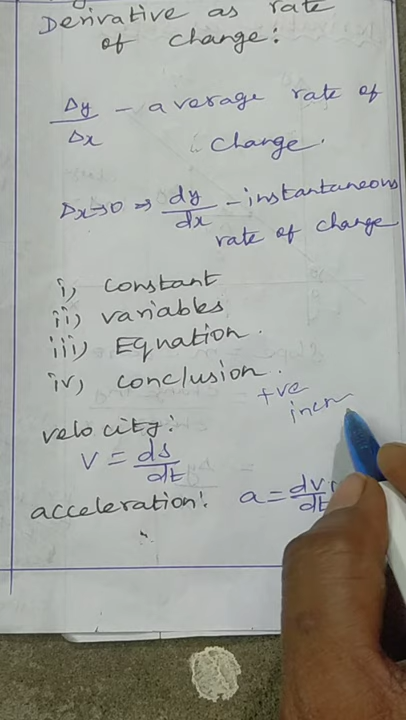 Derivative as rate
of change:
Δy/Δx - average rate of
change.
Δx→0 ⇒ dy/dx - instantaneous
rate of change
i) constant
ii) variables
iii) Equation.
iv) conclusion.
+ve
incr
velocity:
V = ds/dt
acceleration: a = dv/dt